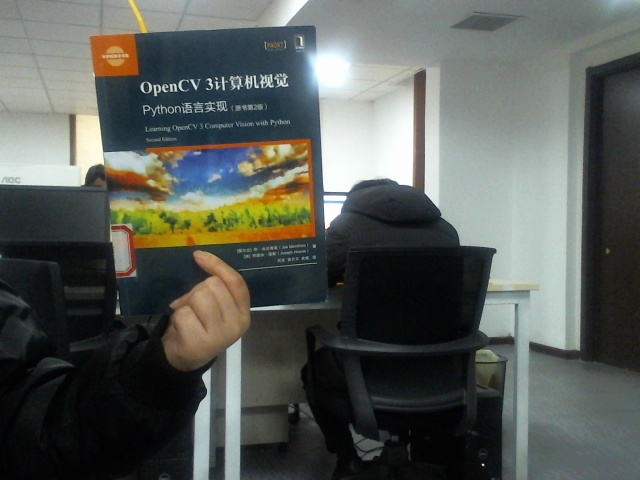 [PACKT]
OpenCV 3计算机视觉
Python语言实现（原书第2版）
Learning OpenCV 3 Computer Vision with Python
Second Edition
AOC